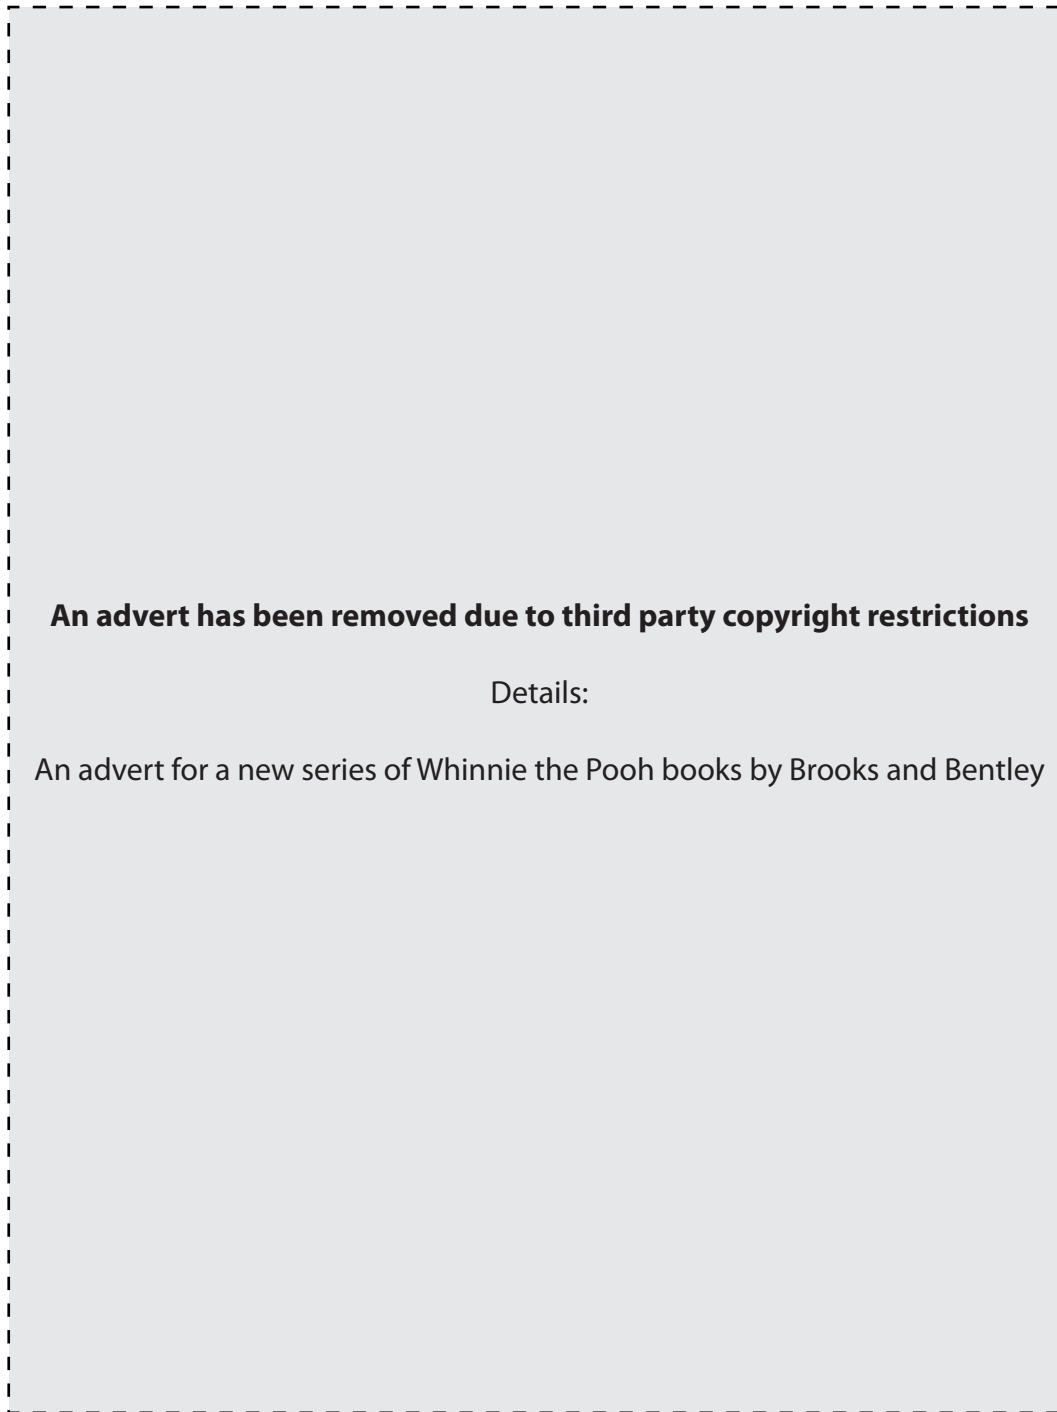 An advert has been removed due to third party copyright restrictions
Details:
An advert for a new series of Whinnie the Pooh books by Brooks and Bentley